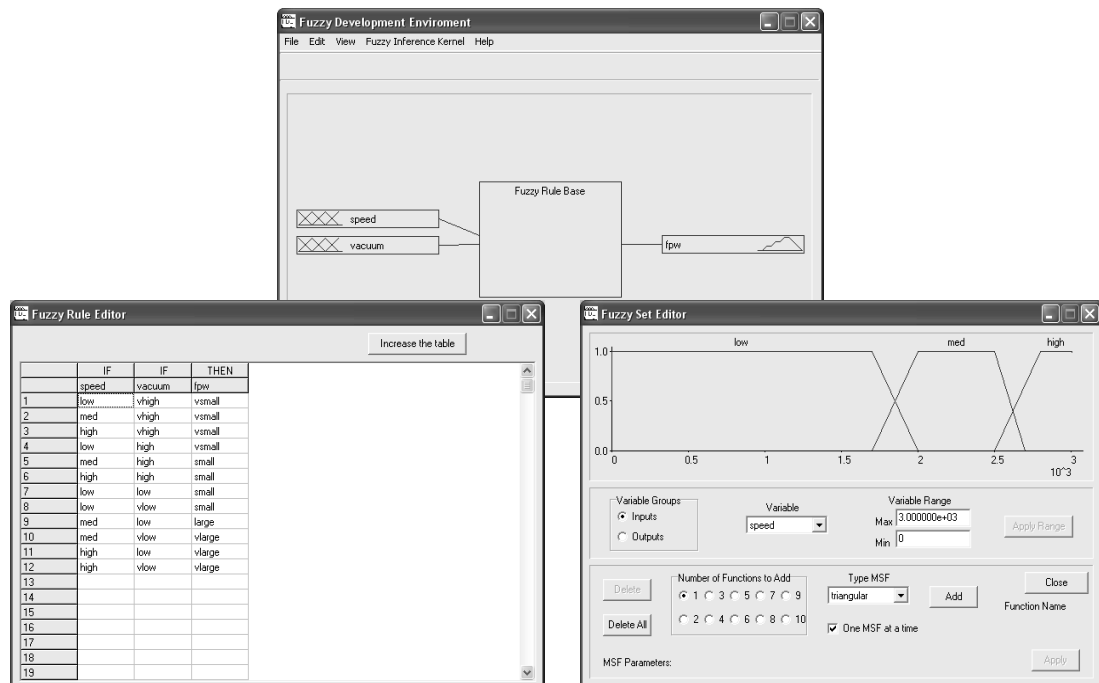 Fuzzy Development Enviroment
File Edit View Fuzzy Inference Kernel Help
Fuzzy Rule Base
speed
vacuum
fpw
Fuzzy Rule Editor
Increase the table
IF IF THEN
speed vacuum fpw
1 low vhigh vsmall
2 med vhigh vsmall
3 high vhigh vsmall
4 low high vsmall
5 med high small
6 high high small
7 low low small
8 low vlow small
9 med low large
10 med vlow vlarge
11 high low vlarge
12 high vlow vlarge
13
14
15
16
17
18
19
Fuzzy Set Editor
low med high
1.0
0.5
0.0
0 0.5 1 1.5 2 2.5 3
10^3
Variable Groups
Inputs
Outputs
Variable
speed
Variable Range
Max 3.000000e+03
Min 0
Apply Range
Delete
Delete All
Number of Functions to Add
1 3 5 7 9
2 4 6 8 10
Type MSF
triangular
Add
One MSF at a time
Close
Function Name
MSF Parameters:
Apply